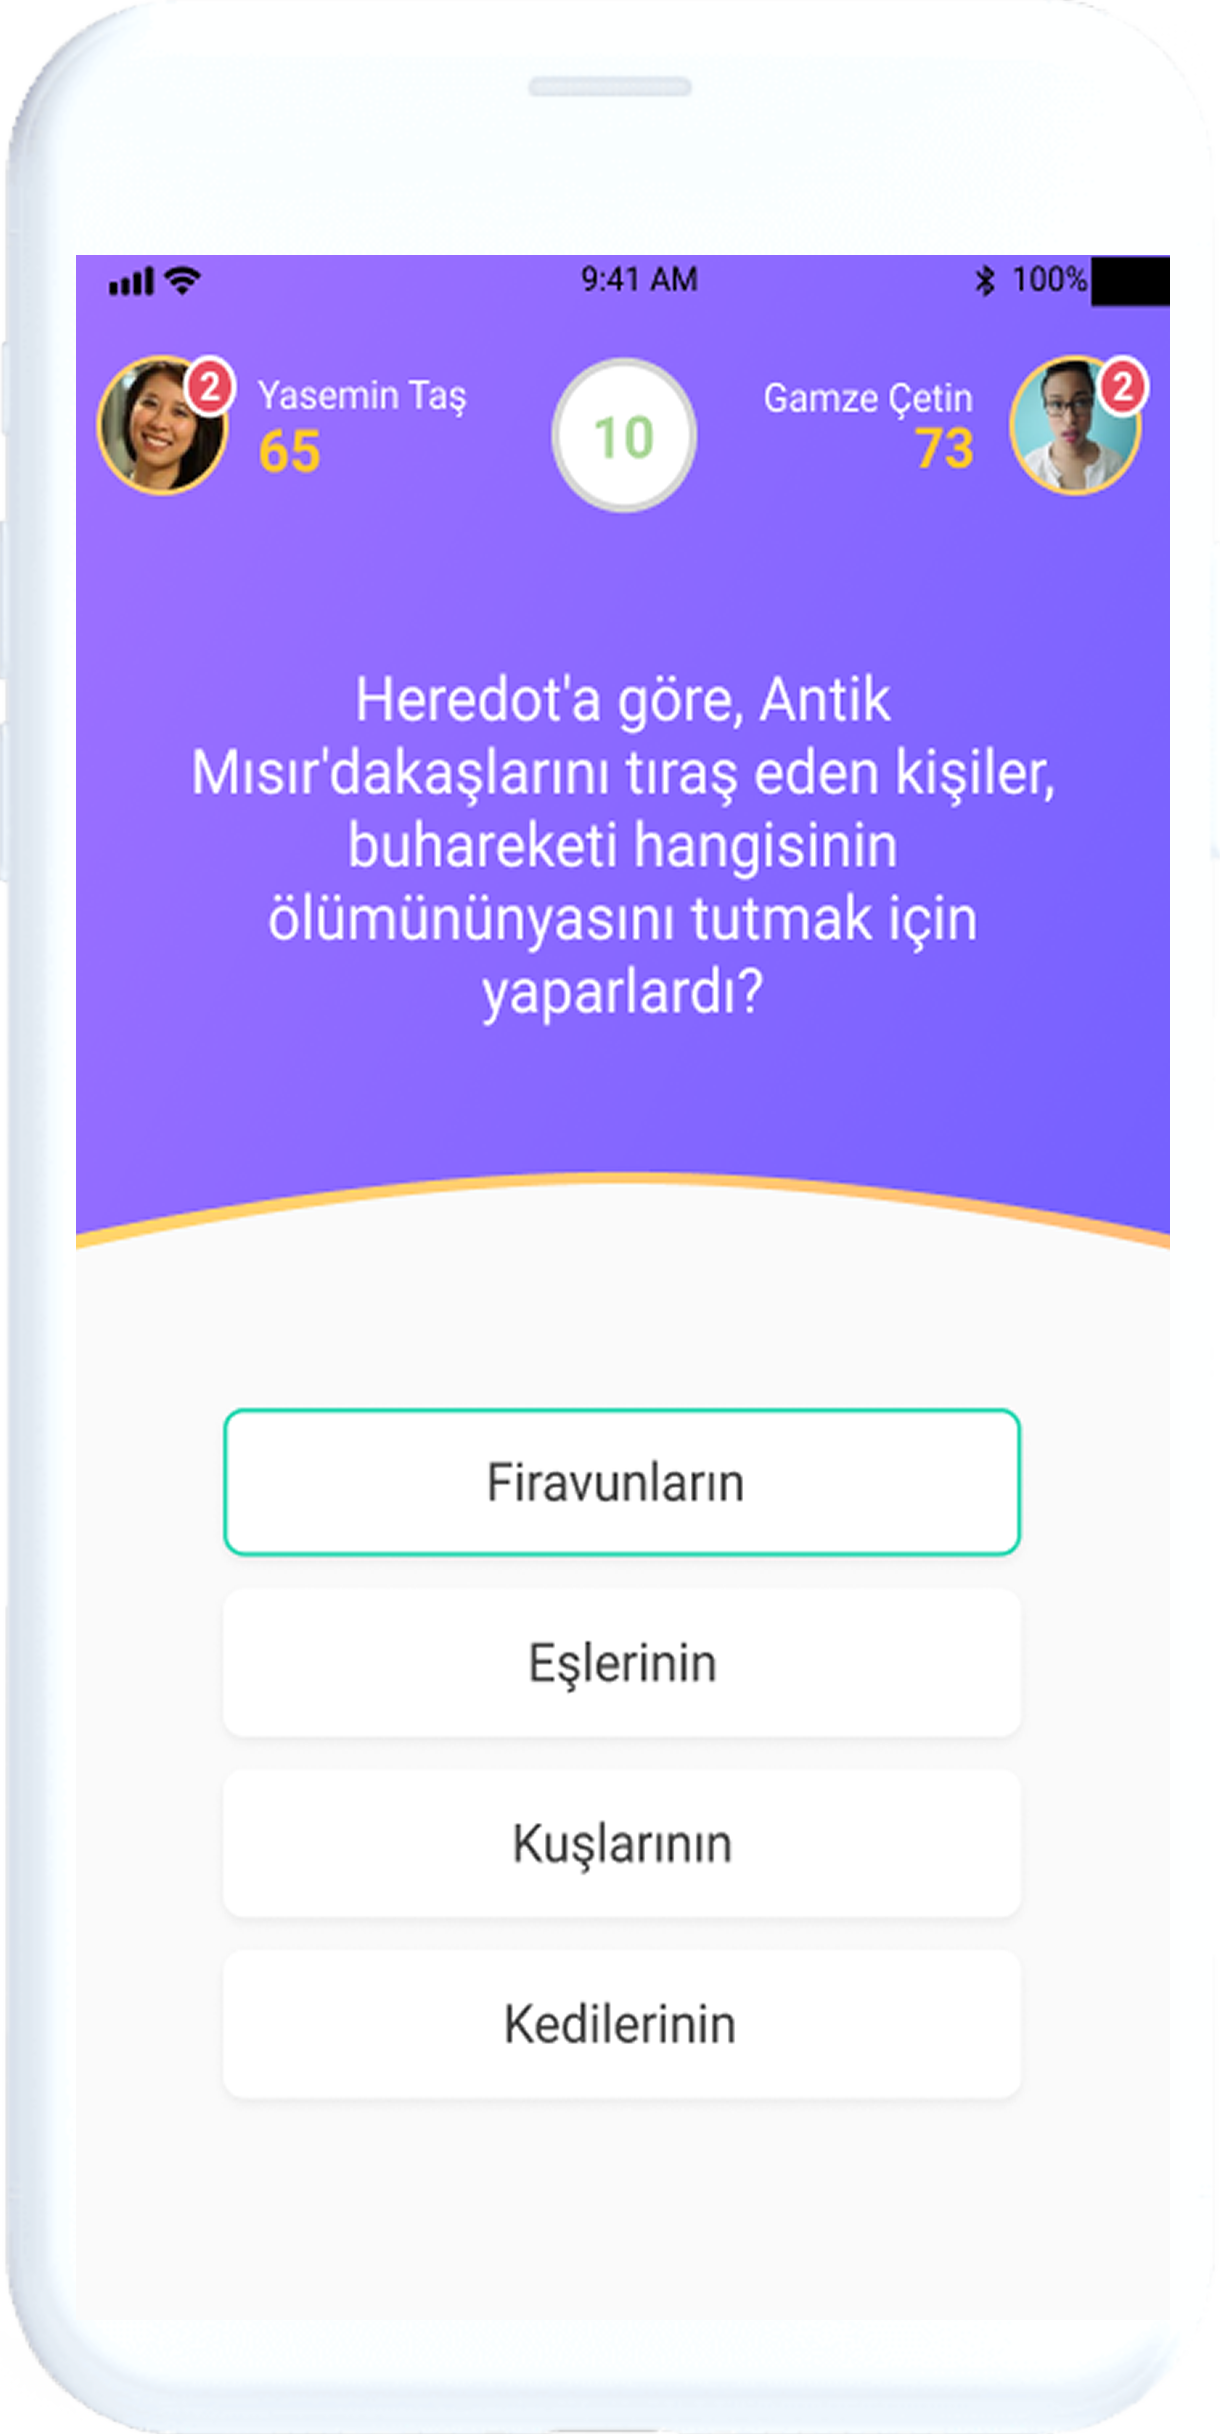 9:41 AM
100%
2
Yasemin Taş
65
10
Gamze Çetin
73
2
Heredot'a göre, Antik
Mısır'dakaşlarını tıraş eden kişiler,
buhareketi hangisinin
ölümününyasını tutmak için
yaparlardı?
Firavunların
Eşlerinin
Kuşlarının
Kedilerinin